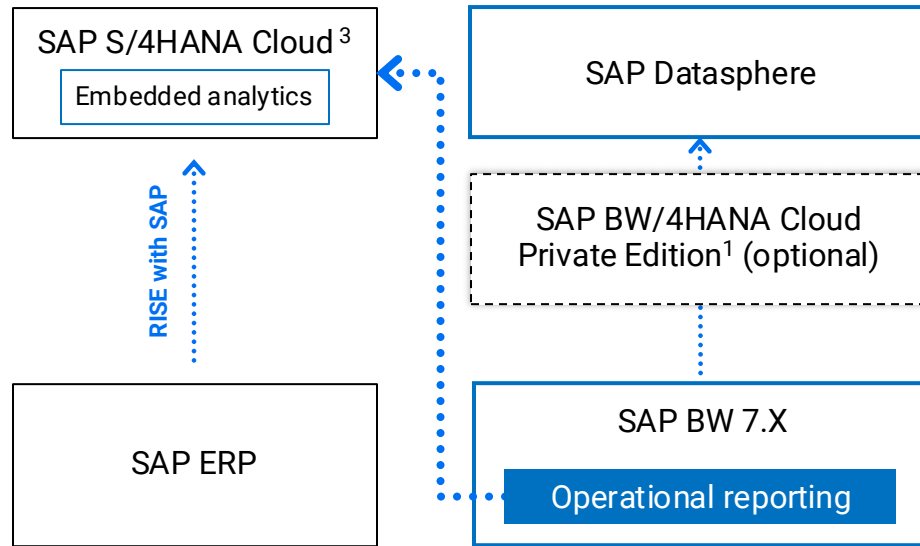 SAP S/4HANA Cloud 3
Embedded analytics
SAP Datasphere
RISE with SAP
SAP BW/4HANA Cloud
Private Edition1 (optional)
SAP ERP
SAP BW 7.X
Operational reporting